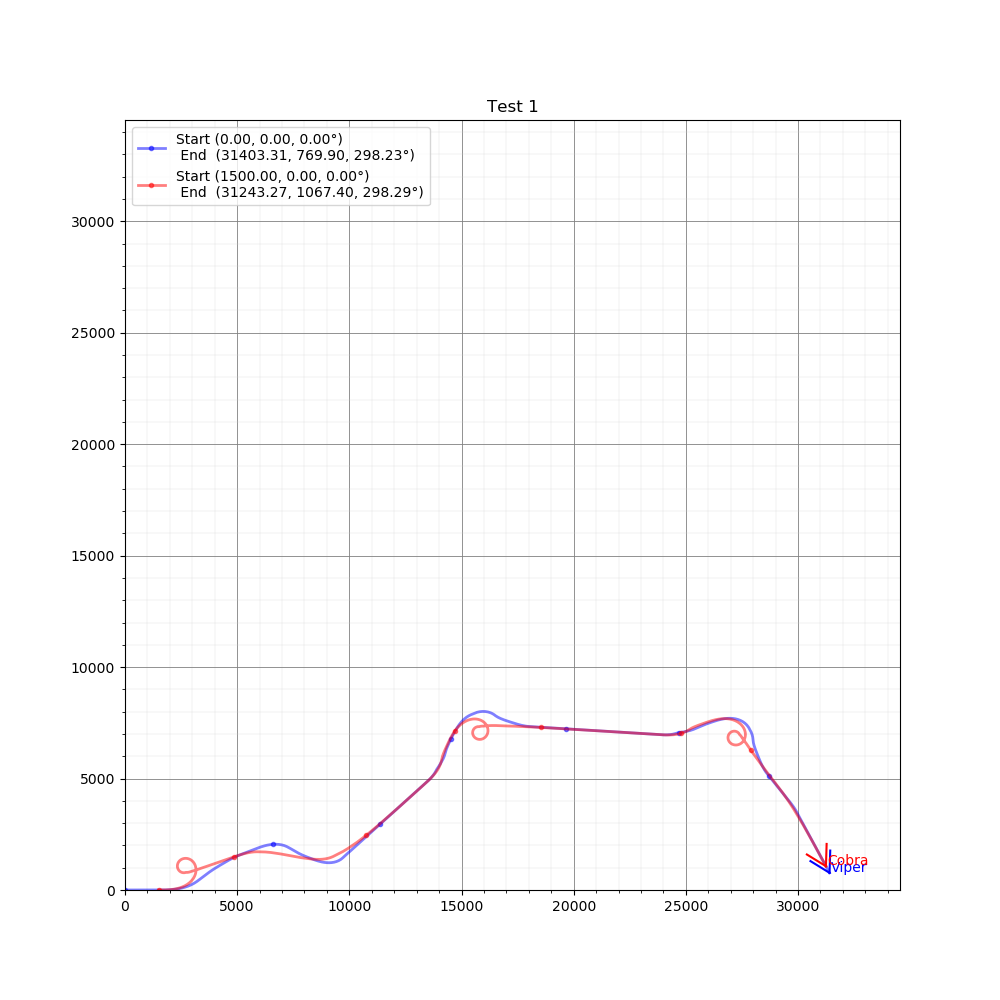 Test 1
Start (0.00, 0.00, 0.00°)
End  (31403.31, 769.90, 298.23°)
Start (1500.00, 0.00, 0.00°)
End  (31243.27, 1067.40, 298.29°)
30000
25000
20000
15000
10000
5000
0
Cobra
Viper
0 5000 10000 15000 20000 25000 30000